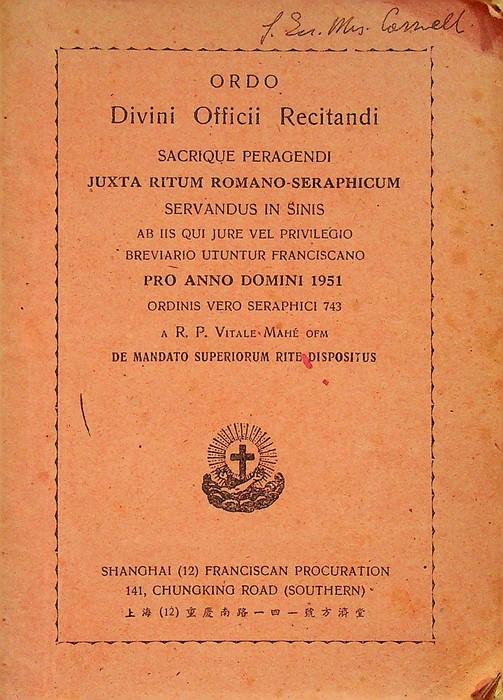 ORDO
Divini Officii Recitandi
SACRIQUE PERAGENDI
JUXTA RITUM ROMANO-SERAPHICUM
SERVANDUS IN SINIS
AB IIS QUI JURE VEL PRIVILEGIO
BREVIARIO UTUNTUR FRANCISCANO
PRO ANNO DOMINI 1951
ORDINIS VERO SERAPHICI 743
A R. P. VITALE MAHÉ OFM
DE MANDATO SUPERIORUM RITE DISPOSITUS
SHANGHAI (12) FRANCISCAN PROCURATION
141, CHUNGKING ROAD (SOUTHERN)
上海 (12) 重慶南路一四一號方濟堂